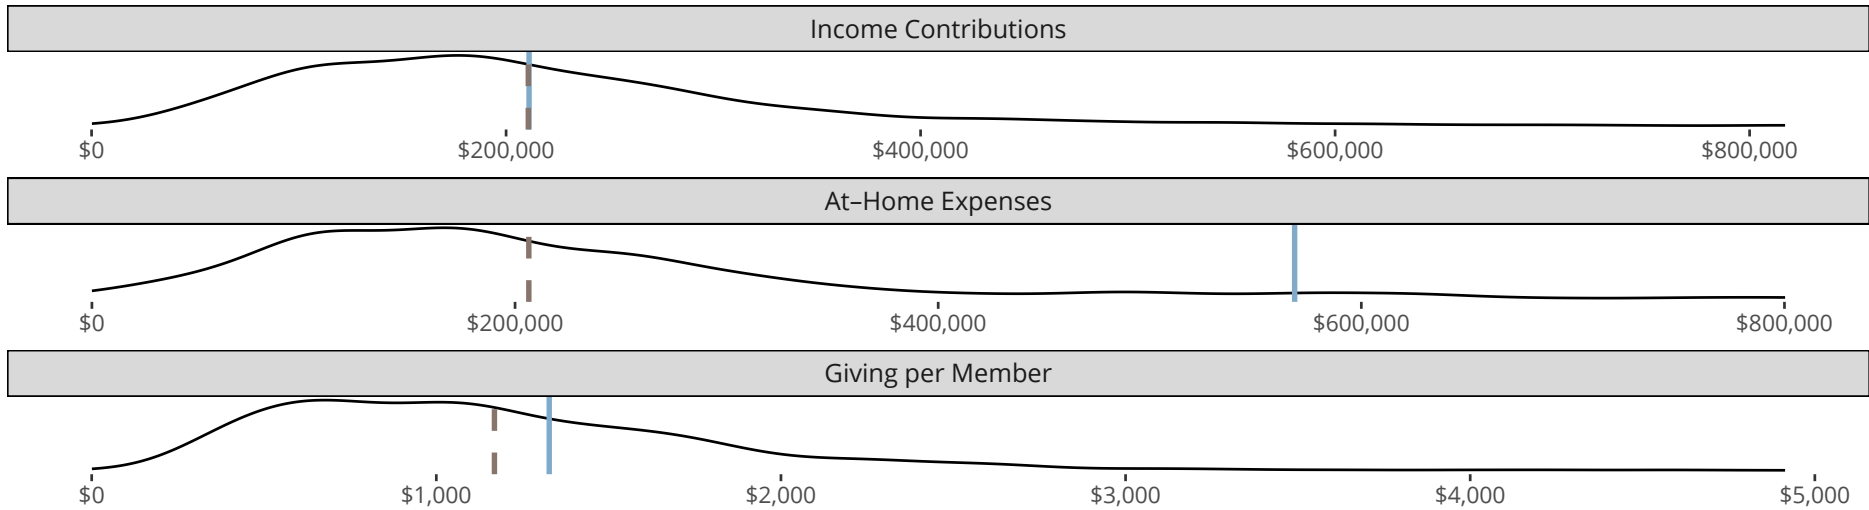 Income Contributions
$0 $200,000 $400,000 $600,000 $800,000
At–Home Expenses
$0 $200,000 $400,000 $600,000 $800,000
Giving per Member
$0 $1,000 $2,000 $3,000 $4,000 $5,000